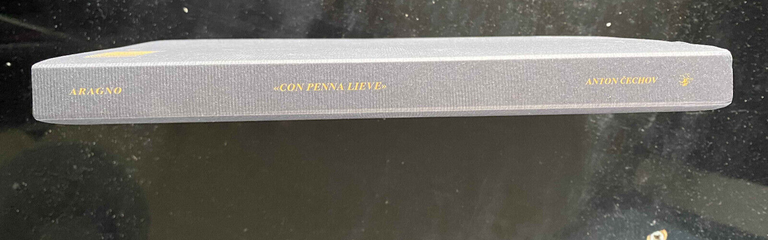 ARAGNO
«CON PENNA LIEVE»
ANTON ČECHOV